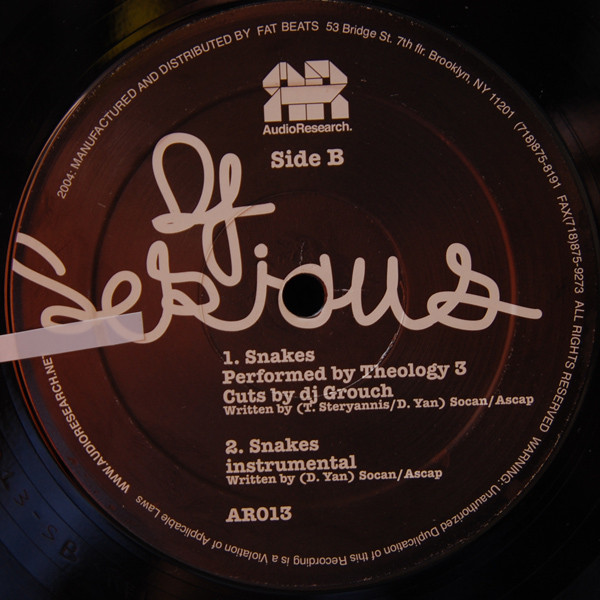 2004: MANUFACTURED AND DISTRIBUTED BY FAT BEATS 53 Bridge St. 7th flr. Brooklyn, NY 11201 (718)875-8191 FAX(718)875-9273 ALL RIGHTS RESERVED WARNING: Unauthorized Duplication of this Recording is a Violation of Applicable Laws WWW.AUDIORESEARCH.NE
AR
AudioResearch.
Side B
Dj
Serious
1. Snakes
Performed by Theology 3
Cuts by dj Grouch
Written by (T. Steryannis/D. Yan) Socan/Ascap
2. Snakes
instrumental
Written by (D. Yan) Socan/Ascap
AR013